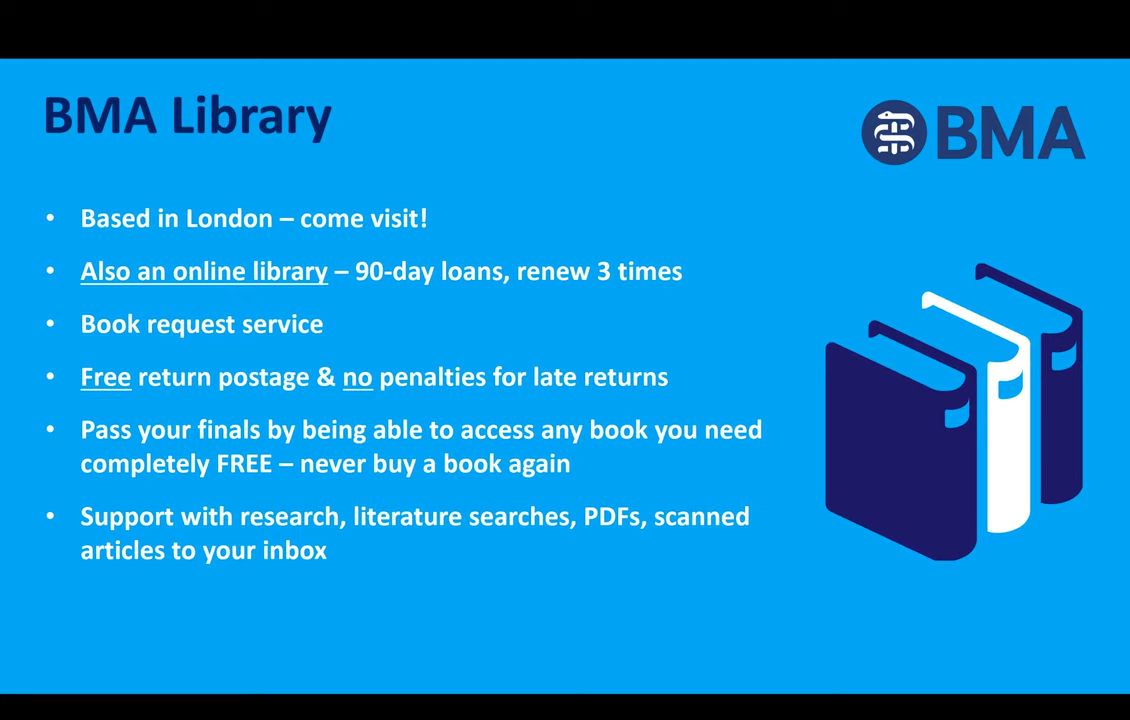 BMA Library
BMA
• Based in London – come visit!
• Also an online library – 90-day loans, renew 3 times
• Book request service
• Free return postage & no penalties for late returns
• Pass your finals by being able to access any book you need
completely FREE – never buy a book again
• Support with research, literature searches, PDFs, scanned
articles to your inbox